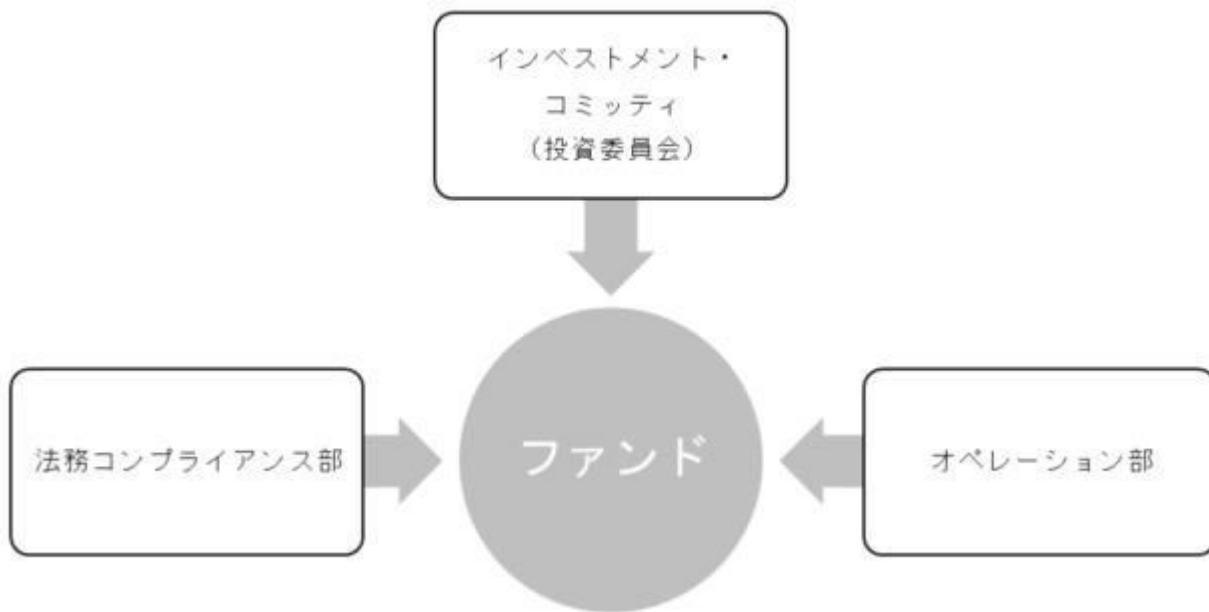 インベストメント・
コミッティ
(投資委員会)
法務コンプライアンス部
ファンド
オペレーション部